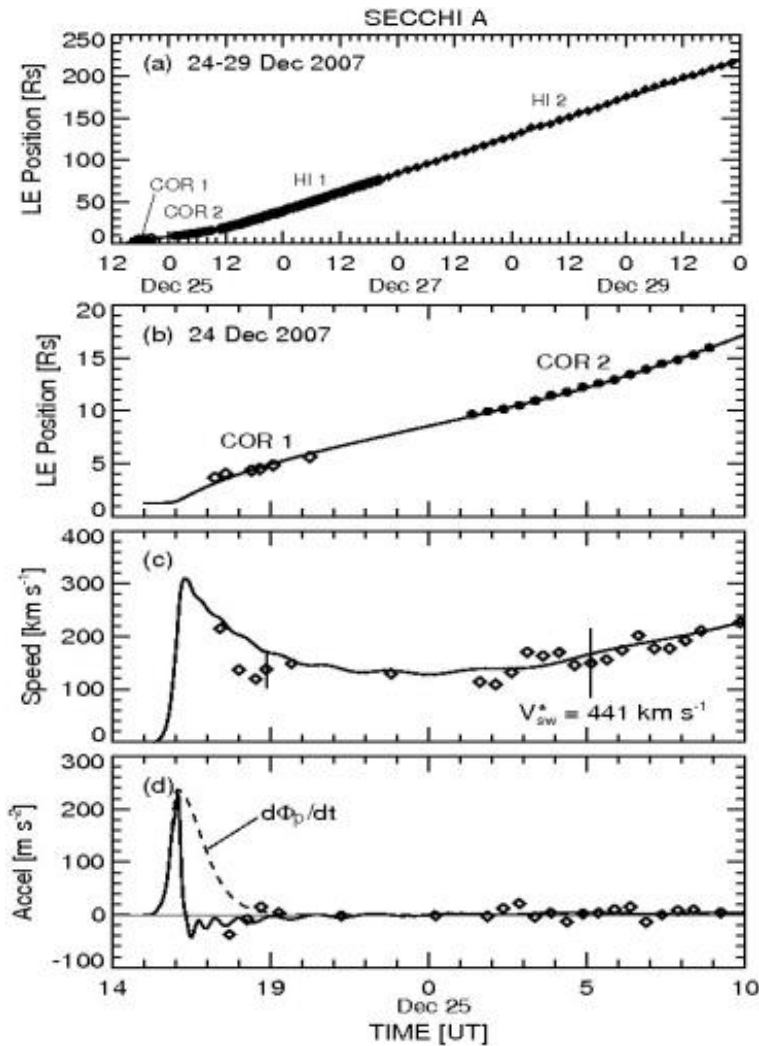 SECCHI A
250
200
150
100
50
0
LE Position [Rs]
(a) 24-29 Dec 2007
COR 1
COR 2
HI 1
HI 2
12 0 12 0 12 0 12 0 12 0 12 0
Dec 25 Dec 27 Dec 29
20
15
10
5
0
LE Position [Rs]
(b) 24 Dec 2007
COR 1
COR 2
400
300
200
100
0
Speed [km s⁻¹]
(c)
V*sw = 441 km s⁻¹
300
200
100
0
-100
Accel [m s⁻²]
(d)
dΦp/dt
14 19 0 5 10
Dec 25
TIME [UT]